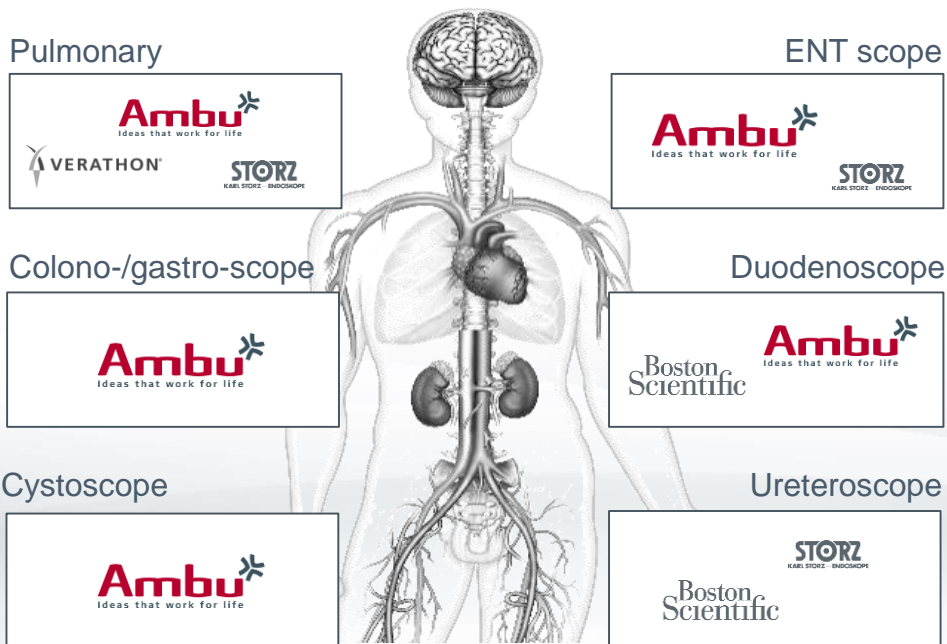 Pulmonary
Ambu
Ideas that work for life
VERATHON®
STORZ
KARL STORZ — ENDOSKOPE
ENT scope
Ambu
Ideas that work for life
STORZ
KARL STORZ — ENDOSKOPE
Colono-/gastro-scope
Ambu
Ideas that work for life
Duodenoscope
Boston
Scientific
Ambu
Ideas that work for life
Cystoscope
Ambu
Ideas that work for life
Ureteroscope
STORZ
KARL STORZ — ENDOSKOPE
Boston
Scientific